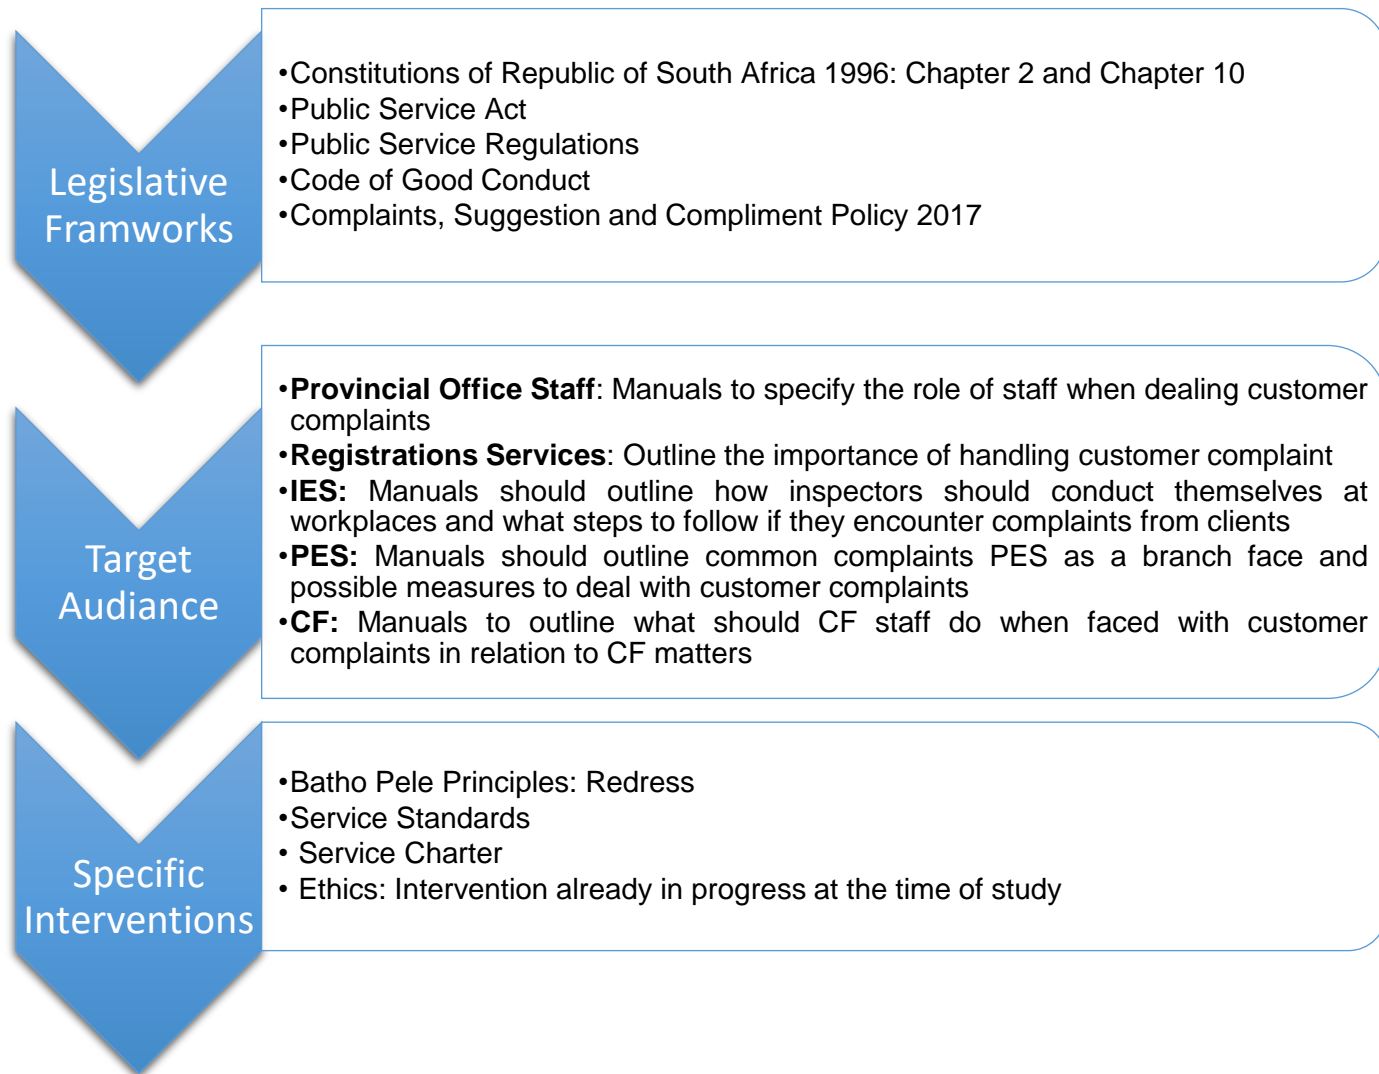 Legislative
Framworks
•Constitutions of Republic of South Africa 1996: Chapter 2 and Chapter 10
•Public Service Act
•Public Service Regulations
•Code of Good Conduct
•Complaints, Suggestion and Compliment Policy 2017
Target
Audiance
•Provincial Office Staff: Manuals to specify the role of staff when dealing customer
complaints
•Registrations Services: Outline the importance of handling customer complaint
•IES: Manuals should outline how inspectors should conduct themselves at
workplaces and what steps to follow if they encounter complaints from clients
•PES: Manuals should outline common complaints PES as a branch face and
possible measures to deal with customer complaints
•CF: Manuals to outline what should CF staff do when faced with customer
complaints in relation to CF matters
Specific
Interventions
•Batho Pele Principles: Redress
•Service Standards
• Service Charter
• Ethics: Intervention already in progress at the time of study